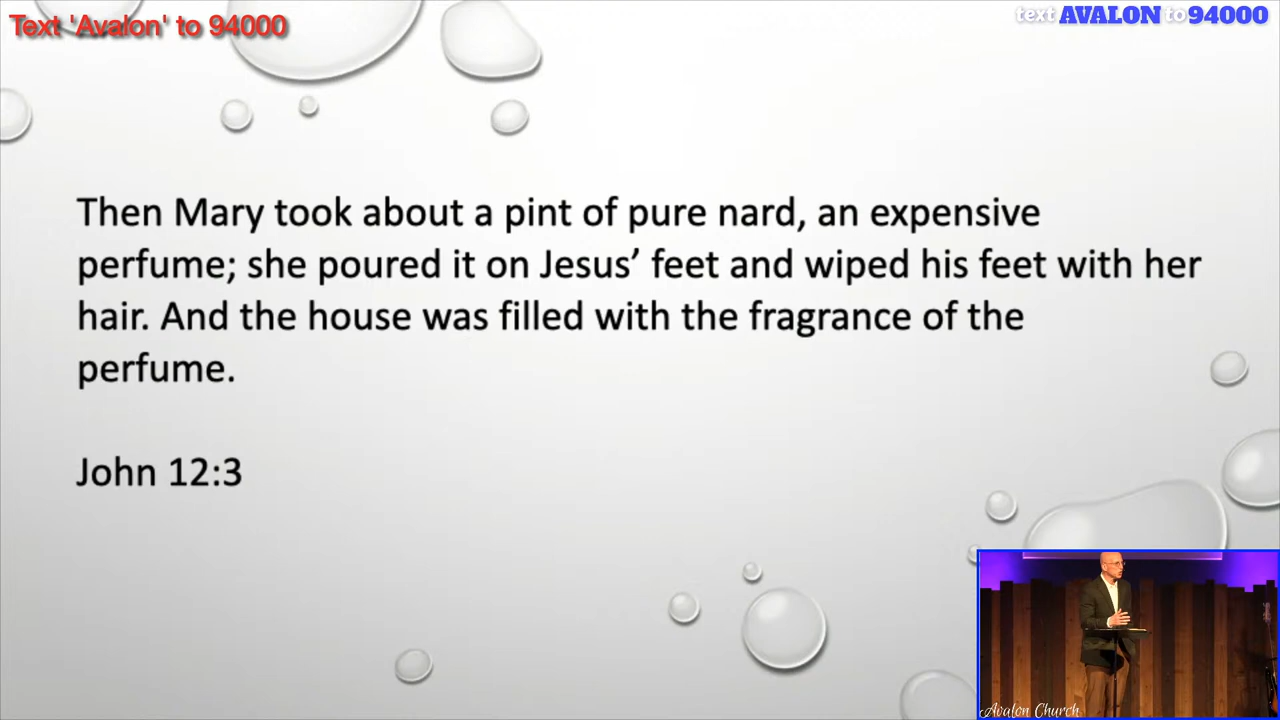 Text 'Avalon' to 94000
text AVALON to 94000
Then Mary took about a pint of pure nard, an expensive
perfume; she poured it on Jesus’ feet and wiped his feet with her
hair. And the house was filled with the fragrance of the
perfume.
John 12:3
Avalon Church